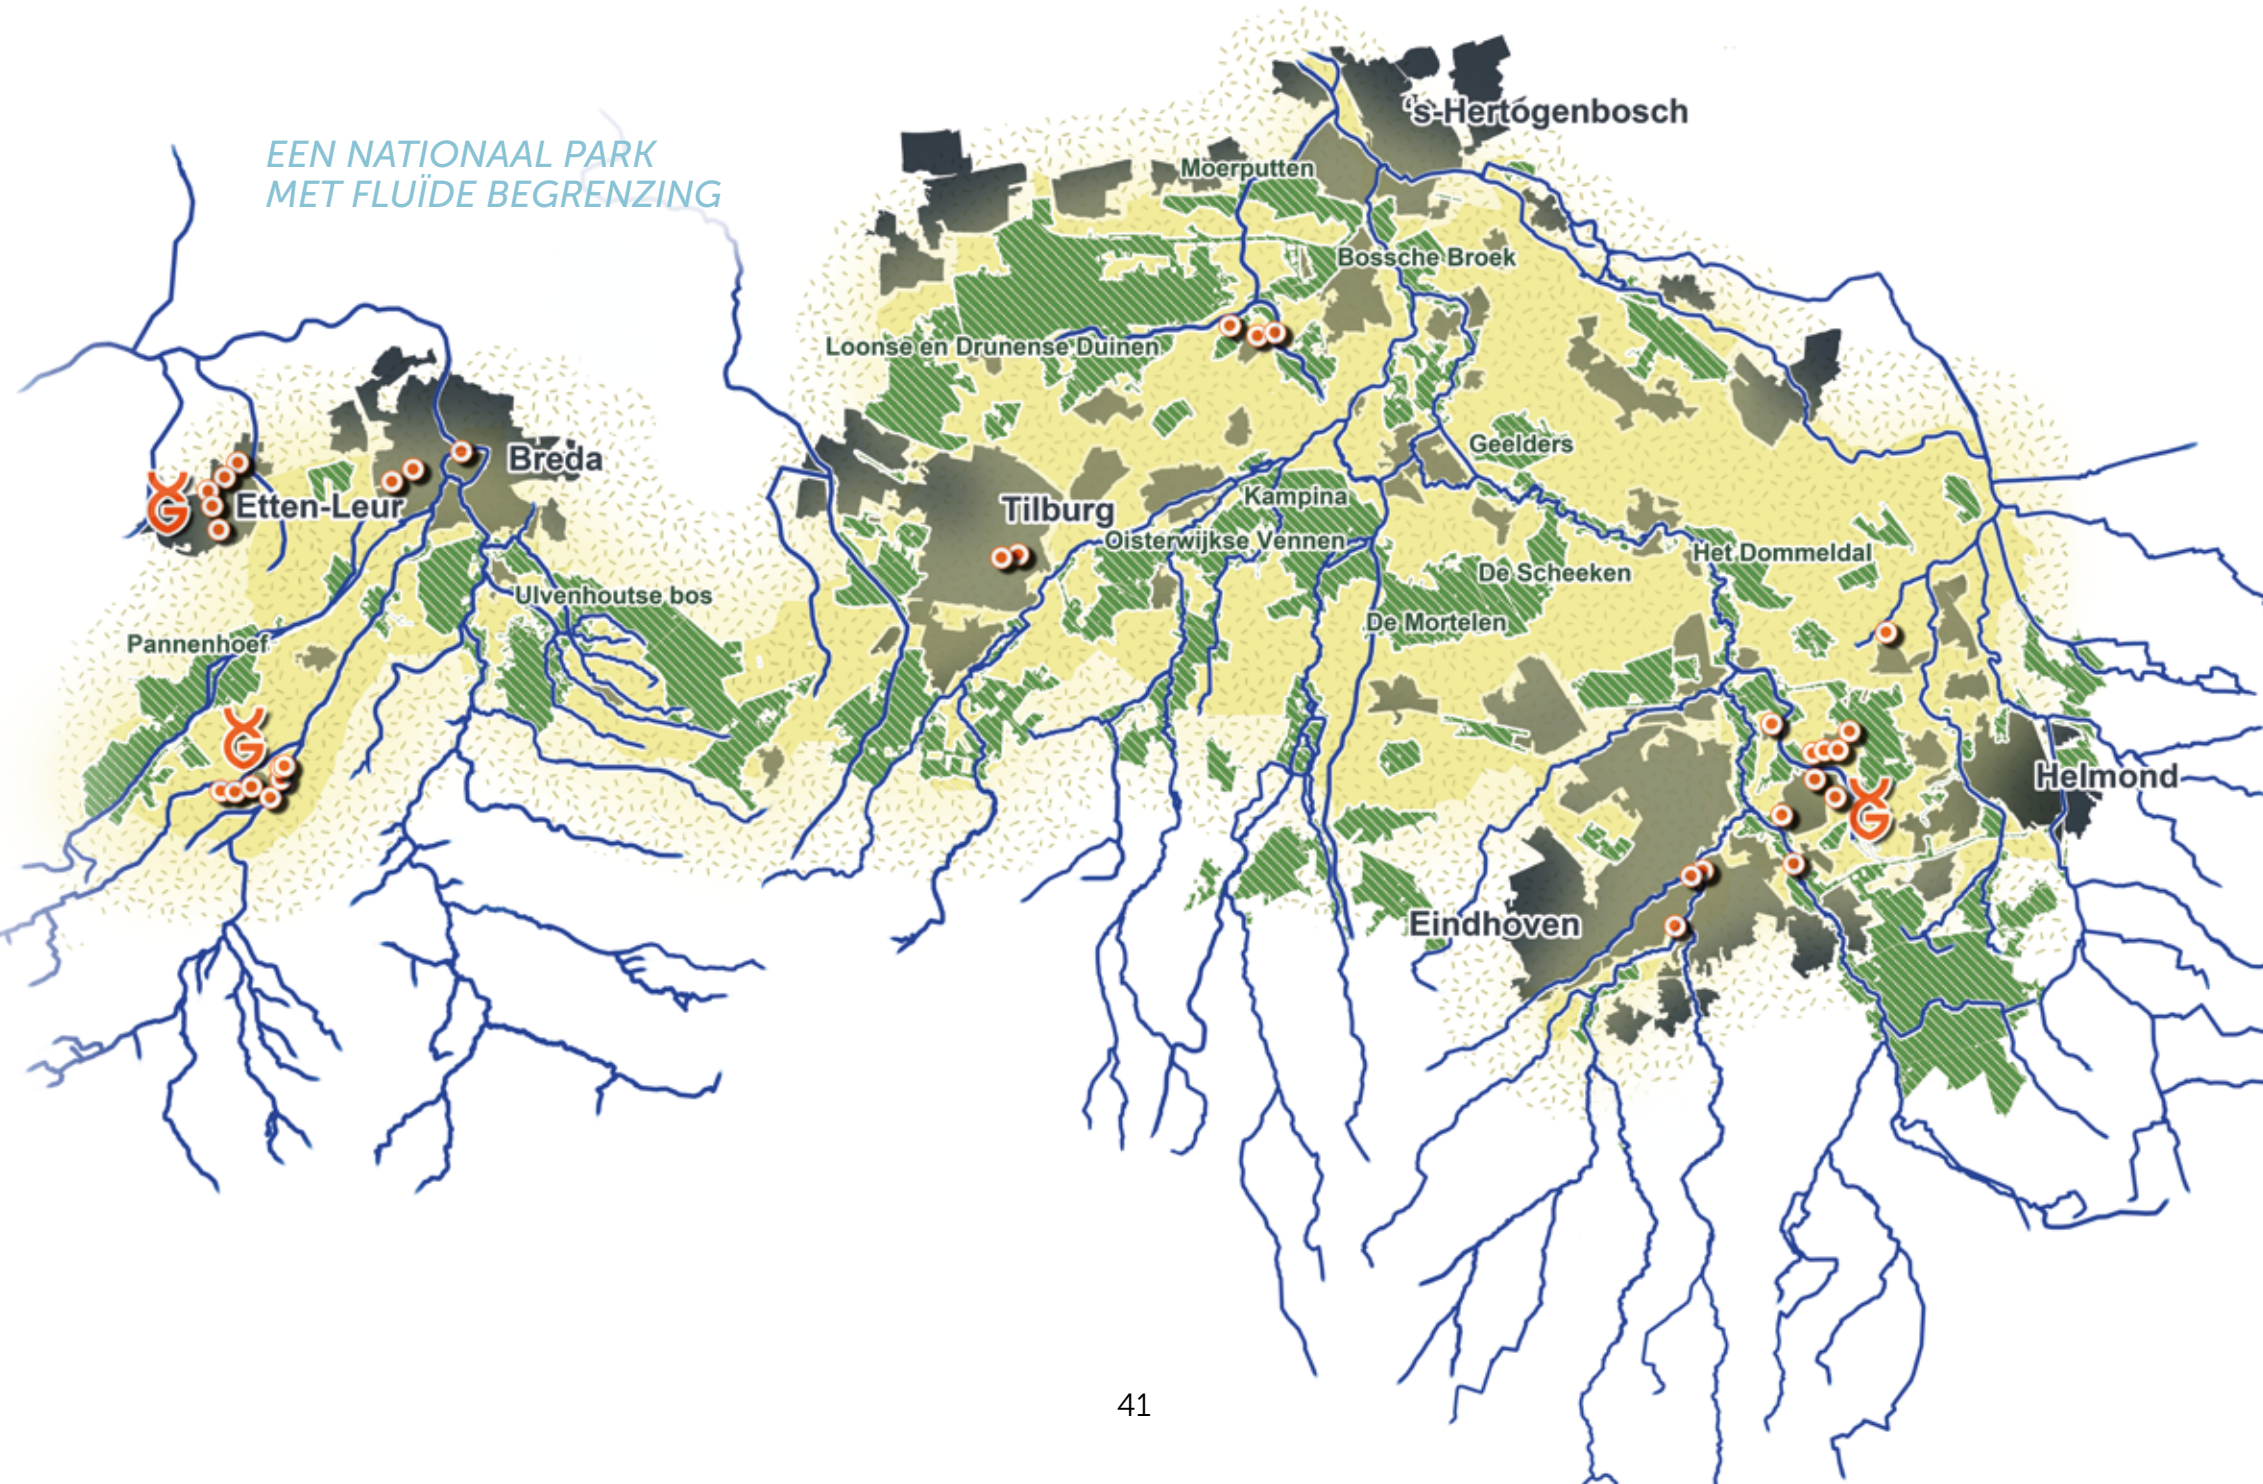 EEN NATIONAAL PARK
MET FLUÏDE BEGRENZING
's-Hertogenbosch
Moerputten
Bossche Broek
Loonse en Drunense Duinen
Geelders
Breda
Etten-Leur
Kampina
Tilburg
Oisterwijkse Vennen
Het Dommeldal
De Scheeken
Ulvenhoutse bos
De Mortelen
Pannenhoef
Helmond
Eindhoven
41